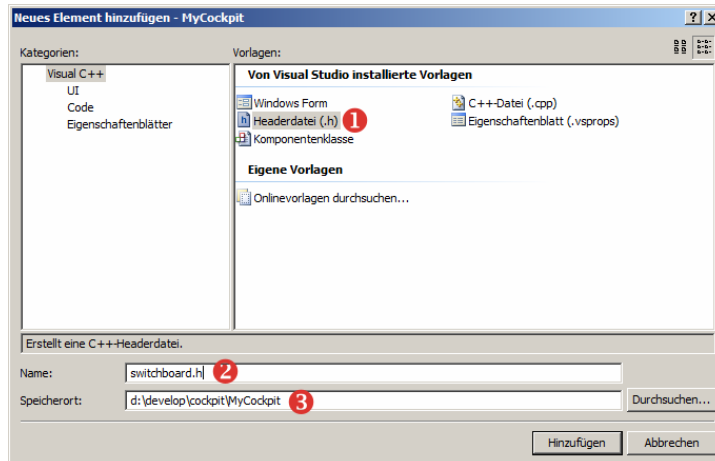 Neues Element hinzufügen - MyCockpit
Kategorien:
Vorlagen:
Visual C++
UI
Code
Eigenschaftenblätter
Von Visual Studio installierte Vorlagen
Windows Form
C++-Datei (.cpp)
Headerdatei (.h) 1
Eigenschaftenblatt (.vsprops)
Komponentenklasse
Eigene Vorlagen
Onlinevorlagen durchsuchen...
Erstellt eine C++-Headerdatei.
Name: switchboard.h 2
Speicherort: d:\develop\cockpit\MyCockpit 3 Durchsuchen...
Hinzufügen Abbrechen